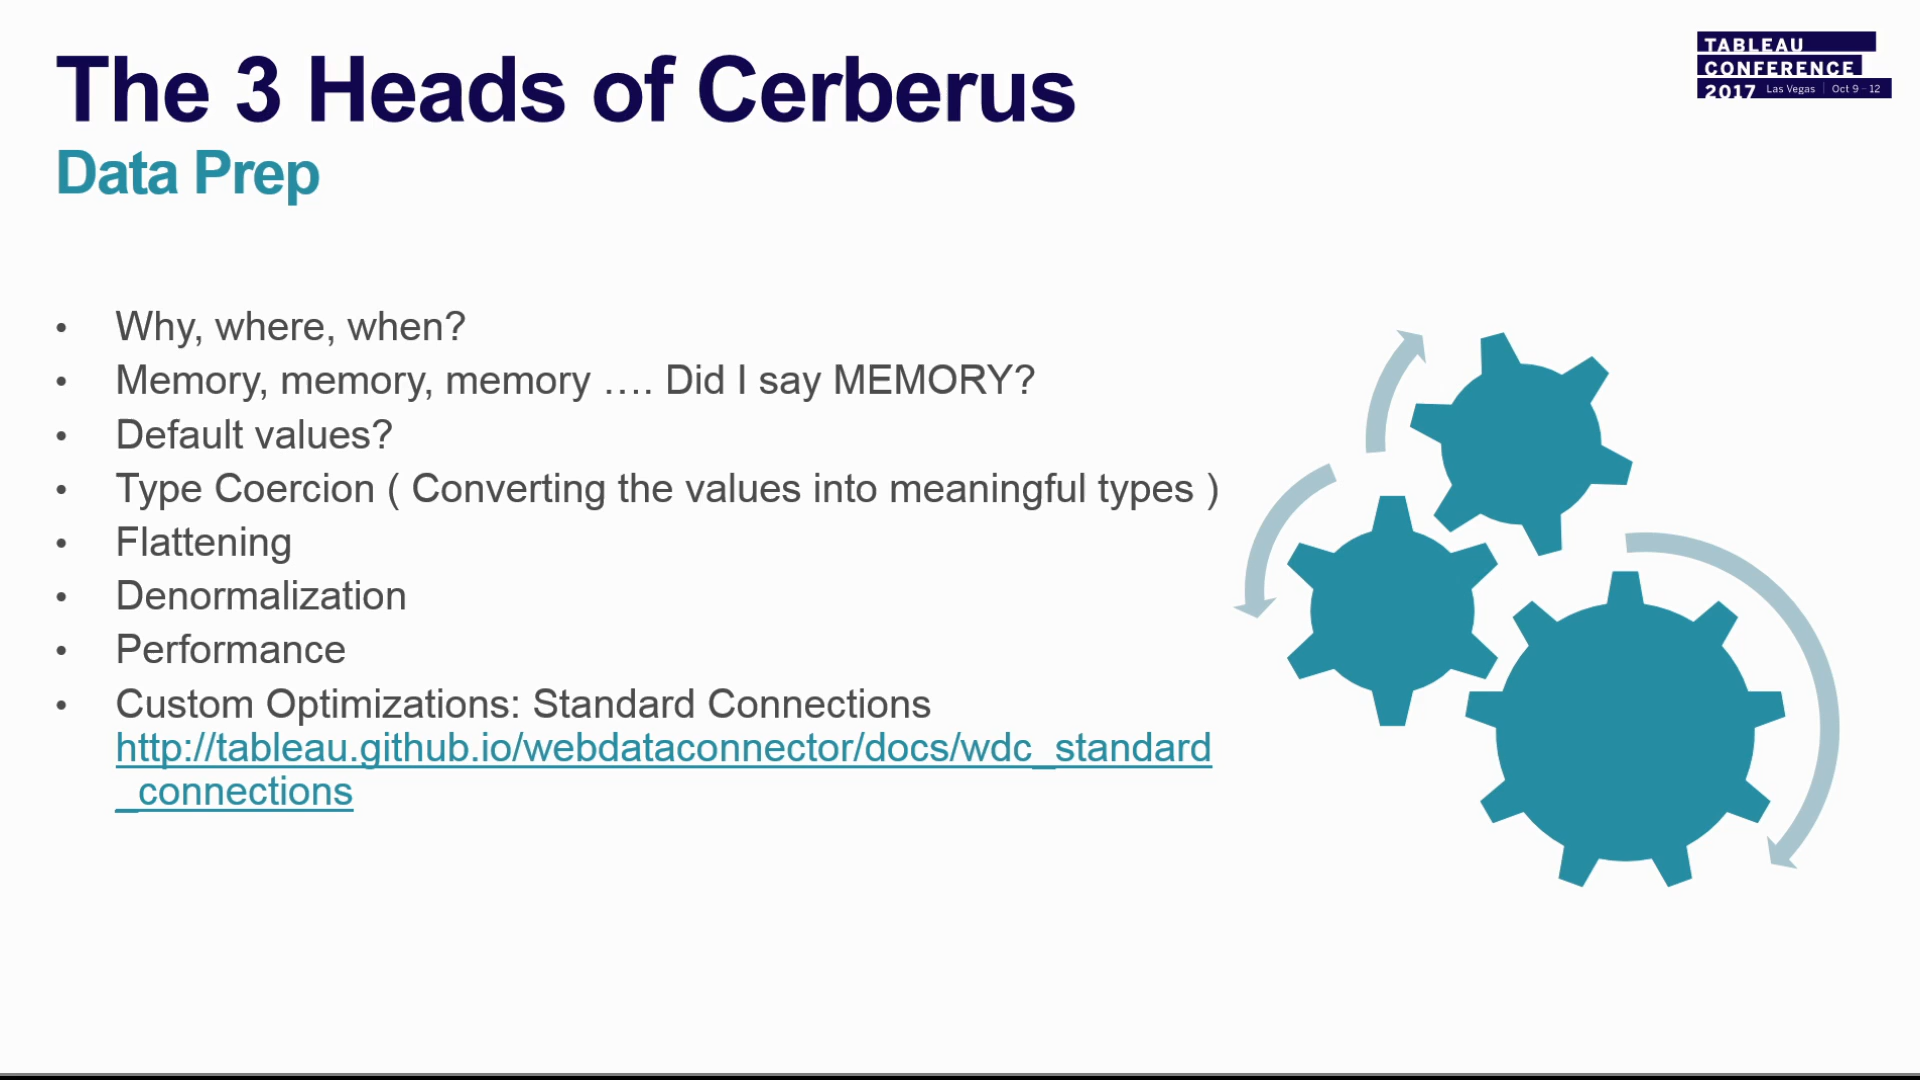 The 3 Heads of Cerberus
Data Prep
TABLEAU
CONFERENCE
2017 Las Vegas | Oct 9 - 12
• Why, where, when?
• Memory, memory, memory .... Did I say MEMORY?
• Default values?
• Type Coercion ( Converting the values into meaningful types )
• Flattening
• Denormalization
• Performance
• Custom Optimizations: Standard Connections
http://tableau.github.io/webdataconnector/docs/wdc_standard
_connections